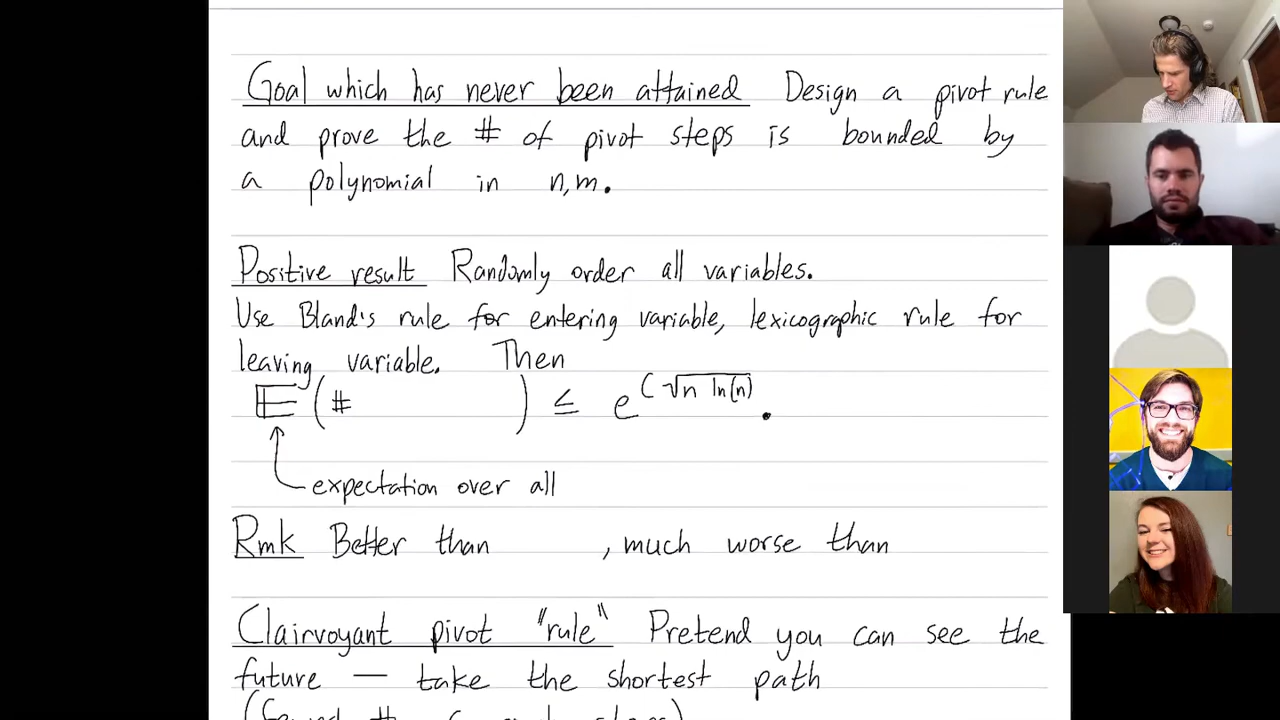 Goal which has never been attained Design a pivot rule
and prove the # of pivot steps is bounded by
a polynomial in n,m.
Positive result Randomly order all variables.
Use Bland's rule for entering variable, lexicographic rule for
leaving variable. Then
𝔼(# ) ≤ e^{C√(n ln(n))}.
expectation over all
Rmk Better than , much worse than
Clairvoyant pivot "rule" Pretend you can see the
future — take the shortest path